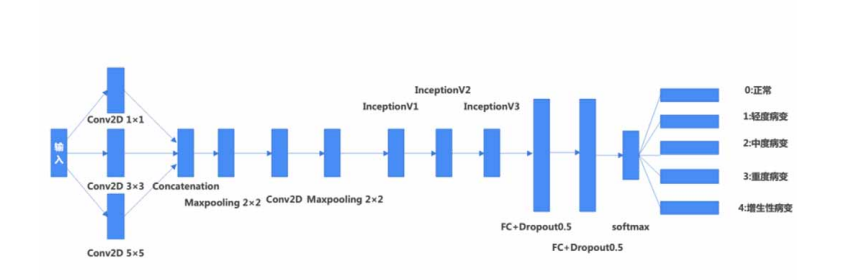 输入
Conv2D 1×1
Conv2D 3×3
Conv2D 5×5
Concatenation
Maxpooling 2×2
Conv2D
Maxpooling 2×2
InceptionV1
InceptionV2
InceptionV3
FC+Dropout0.5
FC+Dropout0.5
softmax
0:正常
1:轻度病变
2:中度病变
3:重度病变
4:增生性病变